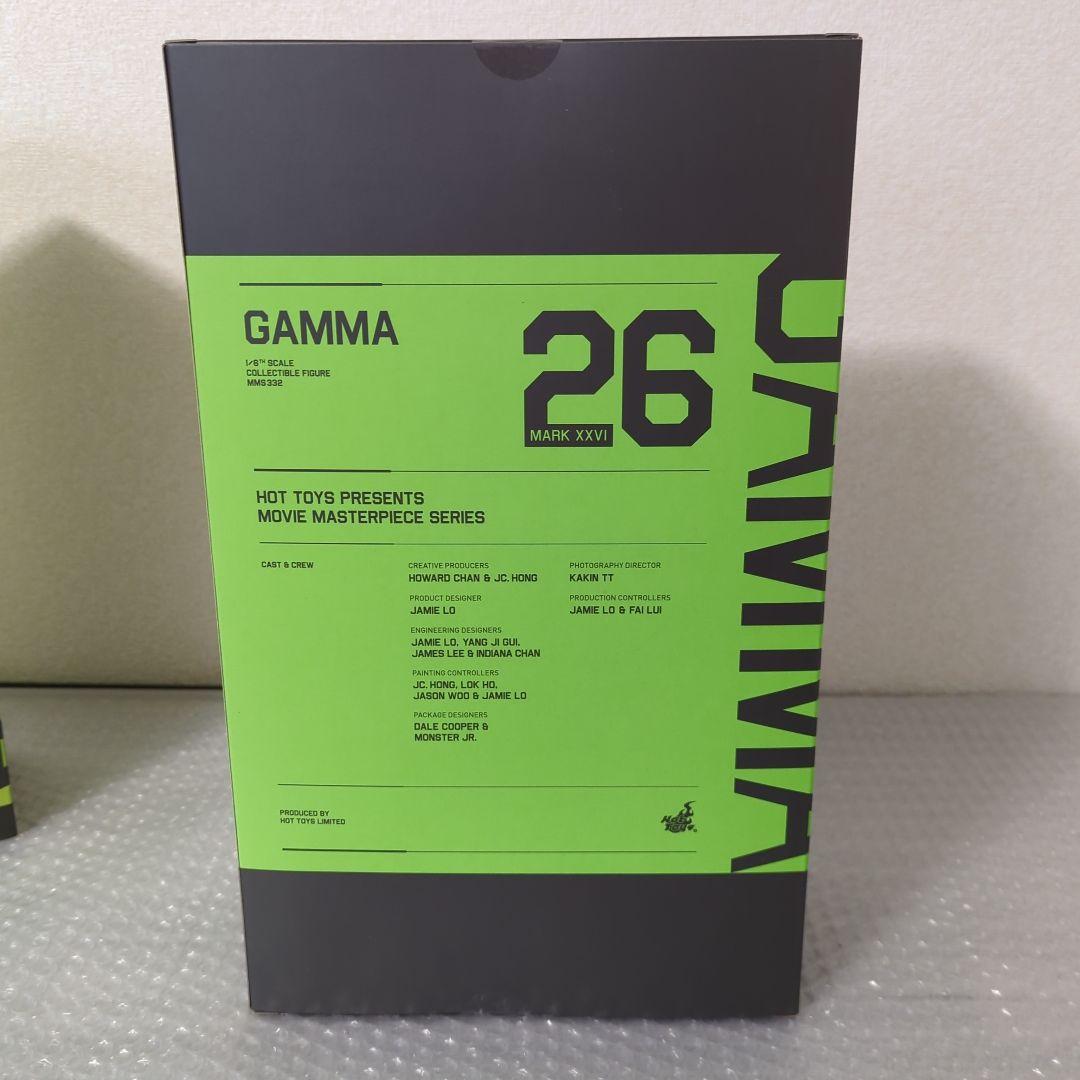 GAMMA
1/6TH SCALE
COLLECTIBLE FIGURE
MMS332
26
MARK XXVI
HOT TOYS PRESENTS
MOVIE MASTERPIECE SERIES
CAST & CREW
CREATIVE PRODUCERS
HOWARD CHAN & JC. HONG
PRODUCT DESIGNER
JAMIE LO
ENGINEERING DESIGNERS
JAMIE LO, YANG JI GUI,
JAMES LEE & INDIANA CHAN
PAINTING CONTROLLERS
JC. HONG, LOK HO,
JASON WOO & JAMIE LO
PACKAGE DESIGNERS
DALE COOPER &
MONSTER JR.
PHOTOGRAPHY DIRECTOR
KAKIN TT
PRODUCTION CONTROLLERS
JAMIE LO & FAI LUI
PRODUCED BY
HOT TOYS LIMITED
Hot
Toys
GAMMA